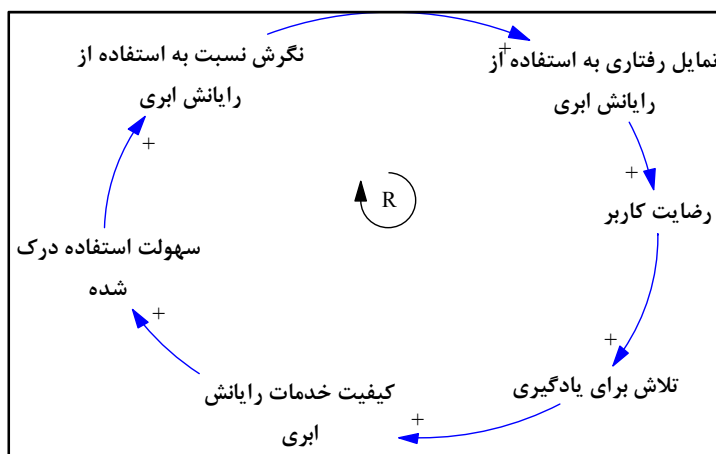 نگرش نسبت به استفاده از
رایانش ابری
+
تمایل رفتاری به استفاده از
رایانش ابری
+
رضایت کاربر
+
تلاش برای یادگیری
+
کیفیت خدمات رایانش
ابری
+
سهولت استفاده درک
شده
+
R